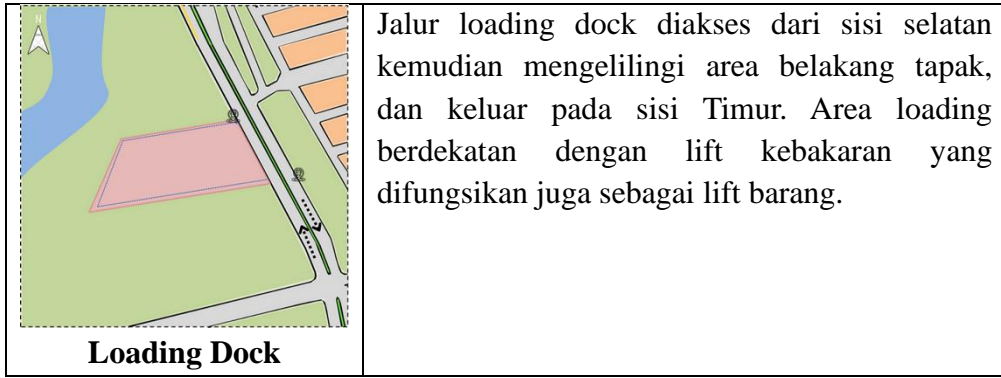 N
Jalur loading dock diakses dari sisi selatan
kemudian mengelilingi area belakang tapak,
dan keluar pada sisi Timur. Area loading
berdekatan dengan lift kebakaran yang
difungsikan juga sebagai lift barang.
Loading Dock